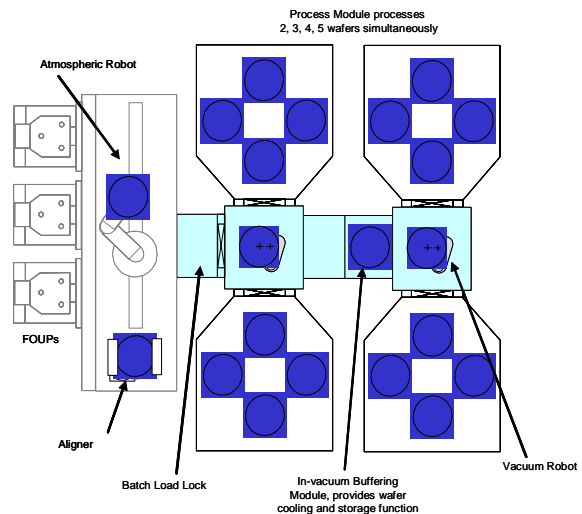 Process Module processes
2, 3, 4, 5 wafers simultaneously
Atmospheric Robot
FOUPs
Aligner
Batch Load Lock
In-vacuum Buffering
Module, provides wafer
cooling and storage function
Vacuum Robot